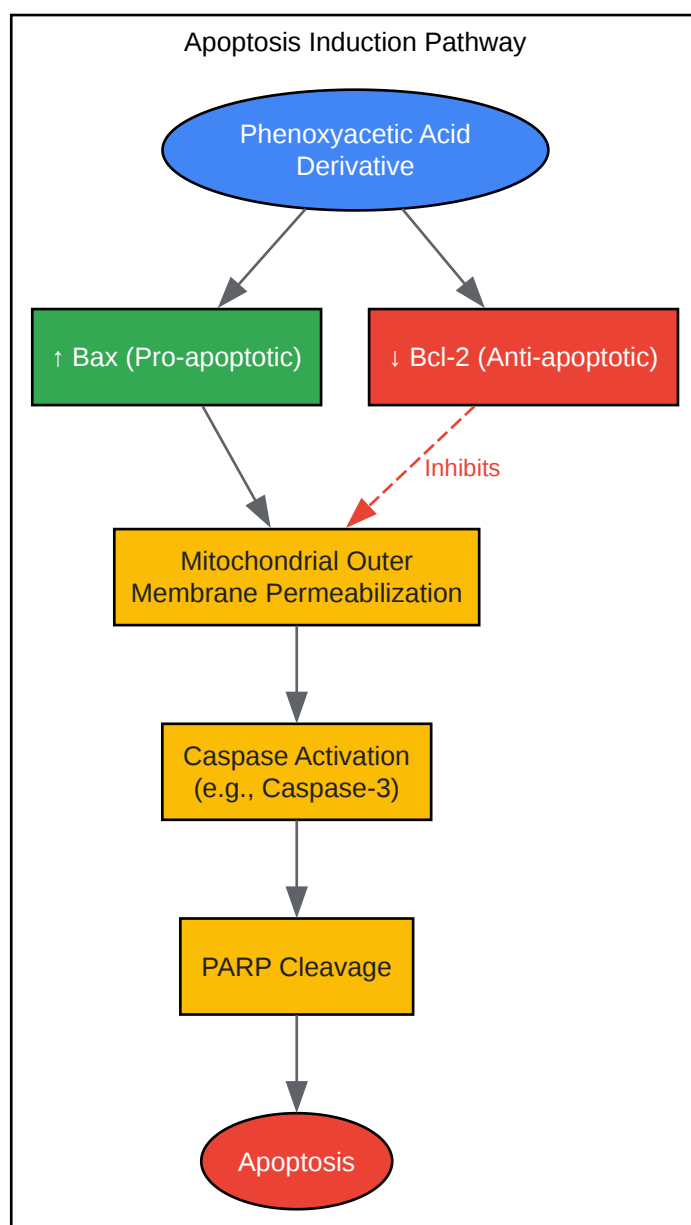 Apoptosis Induction Pathway
Phenoxyacetic Acid
Derivative
↑ Bax (Pro-apoptotic)
↓ Bcl-2 (Anti-apoptotic)
Inhibits
Mitochondrial Outer
Membrane Permeabilization
Caspase Activation
(e.g., Caspase-3)
PARP Cleavage
Apoptosis